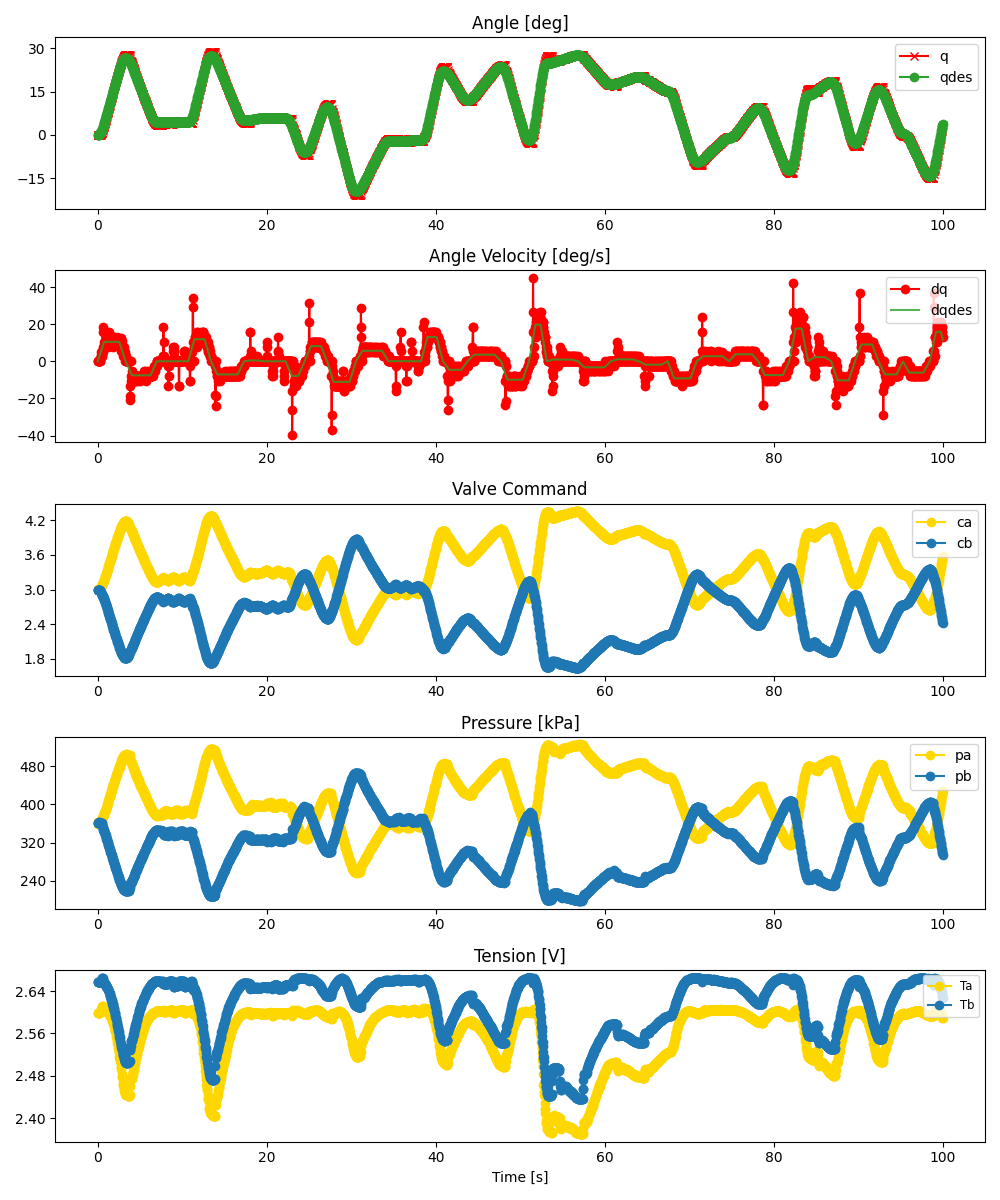 Angle [deg]
30
15
0
−15
q
qdes
0 20 40 60 80 100
Angle Velocity [deg/s]
40
20
0
−20
−40
dq
dqdes
0 20 40 60 80 100
Valve Command
4.2
3.6
3.0
2.4
1.8
ca
cb
0 20 40 60 80 100
Pressure [kPa]
480
400
320
240
pa
pb
0 20 40 60 80 100
Tension [V]
2.64
2.56
2.48
2.40
Ta
Tb
0 20 40 60 80 100
Time [s]